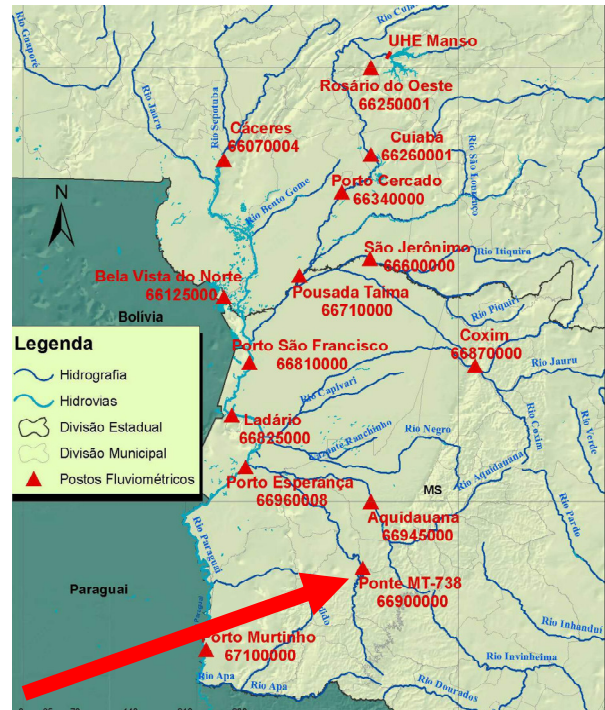 Rio Cuia
UHE Manso
Rio Guaporé
Rosário do Oeste
66250001
Rio Jauru
Rio Sepotuba
Cáceres
66070004
Cuiabá
66260001
Rio São Lourenço
Porto Cercado
66340000
N
Rio Bento Gome
São Jerônimo
66600000
Rio Itiquira
Bela Vista do Norte
66125000
Pousada Taima
66710000
Rio Piquiri
Bolívia
Porto São Francisco
66810000
Coxim
66870000
Rio Jauru
Legenda
Hidrografia
Hidrovias
Divisão Estadual
Divisão Municipal
Postos Fluviométricos
Rio Capivari
Ladário
66825000
Rio Negro
Rio Coxim
Rio Verde
Ranchinho
Porto Esperança
66960008
Rio Aquidauana
MS
Aquidauana
66945000
Rio Pardo
Rio Paraguai
Paraguai
Ponte MT-738
66900000
Paraguai
Rio Inhanduí
Porto Murtinho
67100000
Rio Invinheima
Rio Apa
Rio Apa
Rio Dourados